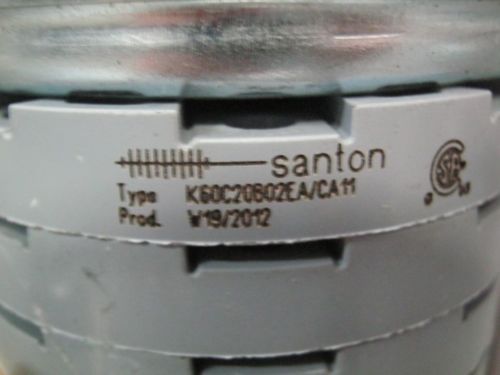 santon
Type K60C20B02EA/CA11
Prod. W19/2012